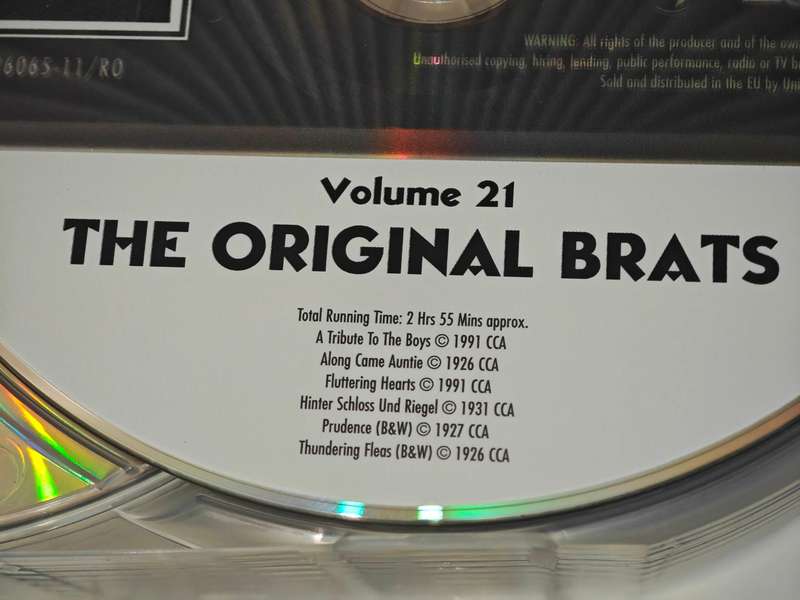 6065-11/R0
WARNING: All rights of the producer and of the
Unauthorised copying, hiring, lending, public performance, radio or TV
Sold and distributed in the EU by
Volume 21
THE ORIGINAL BRATS
Total Running Time: 2 Hrs 55 Mins approx.
A Tribute To The Boys © 1991 CCA
Along Came Auntie © 1926 CCA
Fluttering Hearts © 1991 CCA
Hinter Schloss Und Riegel © 1931 CCA
Prudence (B&W) © 1927 CCA
Thundering Fleas (B&W) © 1926 CCA